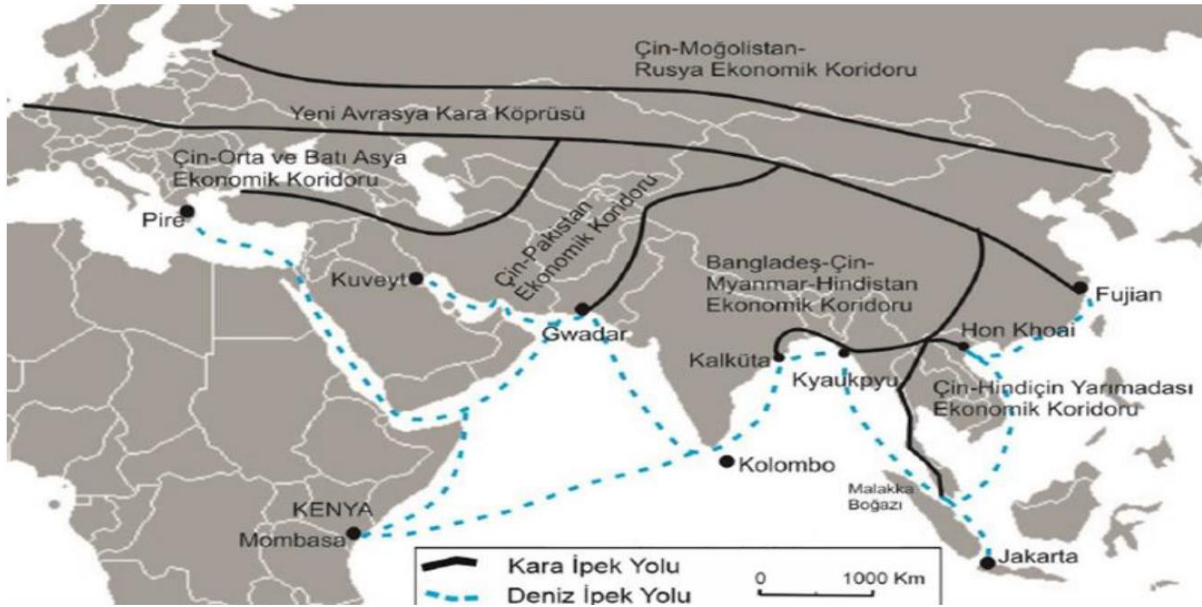 Çin-Moğolistan-
Rusya Ekonomik Koridoru
Yeni Avrasya Kara Köprüsü
Çin-Orta ve Batı Asya
Ekonomik Koridoru
Pire
Kuveyt
Çin-Pakistan
Ekonomik Koridoru
Gwadar
Bangladeş-Çin-
Myanmar-Hindistan
Ekonomik Koridoru
Fujian
Hon Khoai
Kalküta
Kyaukpyu
Çin-Hindiçin Yarımadası
Ekonomik Koridoru
Kolombo
Malakka
Boğazı
KENYA
Mombasa
Jakarta
Kara İpek Yolu
Deniz İpek Yolu
0 1000 Km